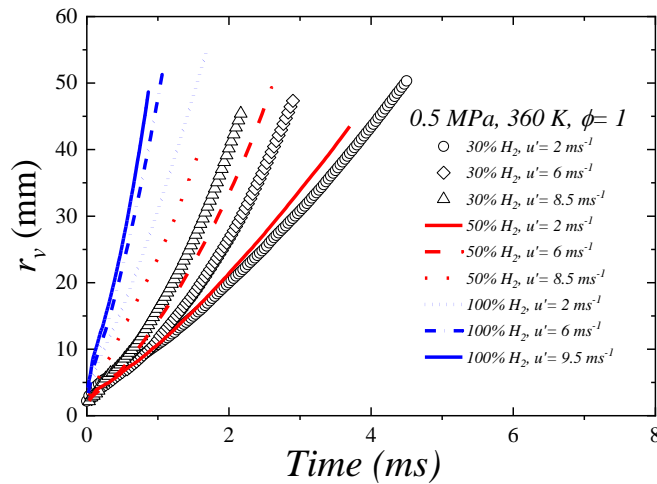 60
50
40
30
20
10
0
r_v (mm)
0.5 MPa, 360 K, ϕ= 1
30% H₂, u'= 2 ms⁻¹
30% H₂, u'= 6 ms⁻¹
30% H₂, u'= 8.5 ms⁻¹
50% H₂, u'= 2 ms⁻¹
50% H₂, u'= 6 ms⁻¹
50% H₂, u'= 8.5 ms⁻¹
100% H₂, u'= 2 ms⁻¹
100% H₂, u'= 6 ms⁻¹
100% H₂, u'= 9.5 ms⁻¹
0 2 4 6 8
Time (ms)